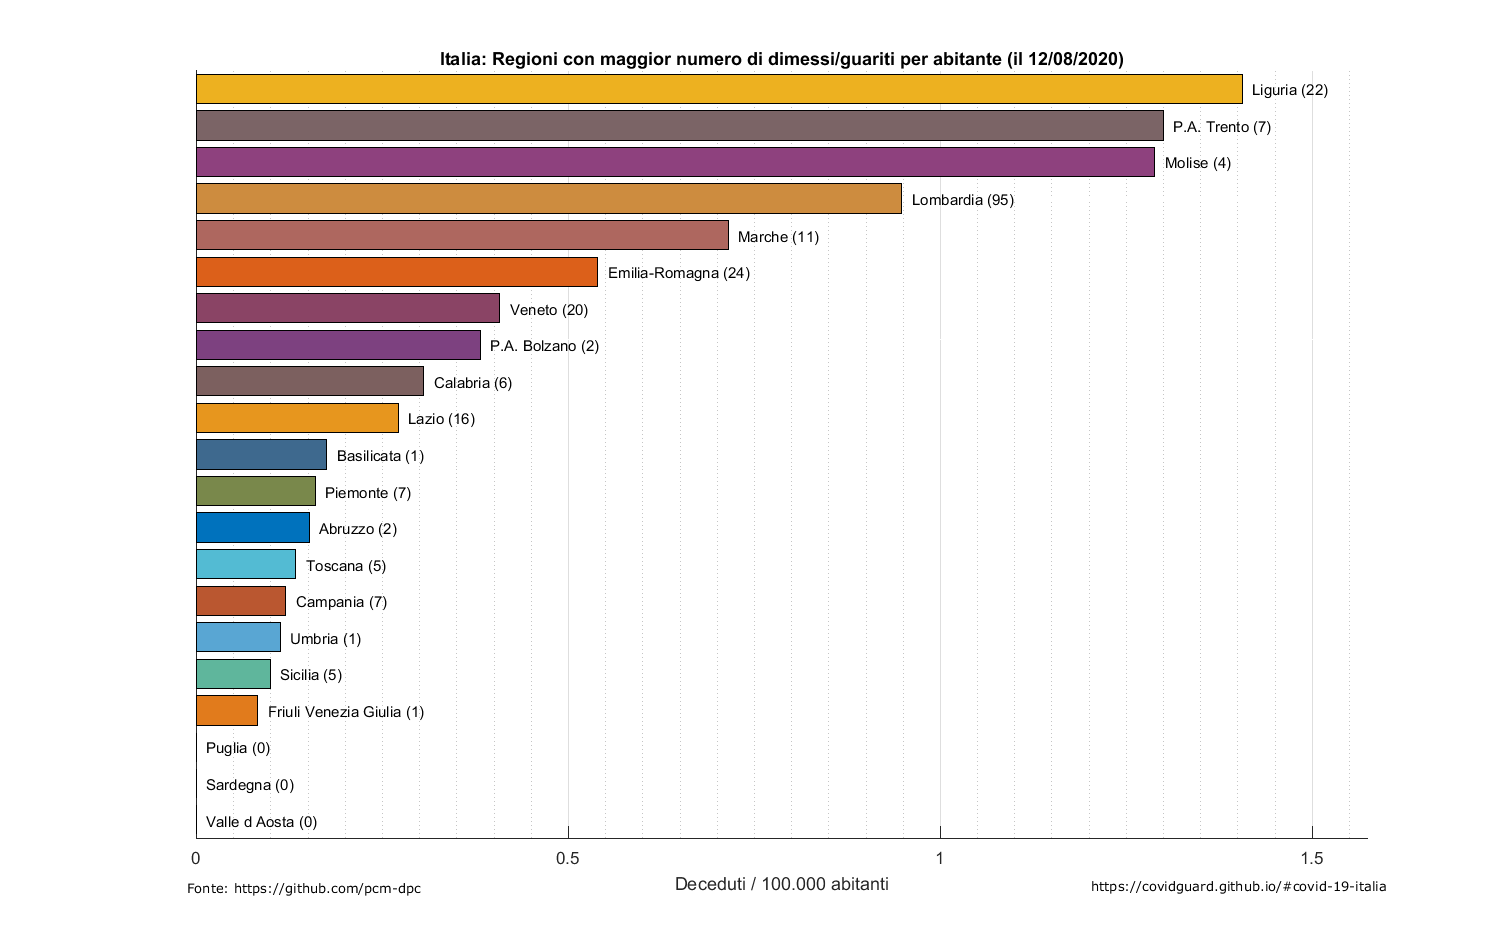 Italia: Regioni con maggior numero di dimessi/guariti per abitante (il 12/08/2020)
Liguria (22)
P.A. Trento (7)
Molise (4)
Lombardia (95)
Marche (11)
Emilia-Romagna (24)
Veneto (20)
P.A. Bolzano (2)
Calabria (6)
Lazio (16)
Basilicata (1)
Piemonte (7)
Abruzzo (2)
Toscana (5)
Campania (7)
Umbria (1)
Sicilia (5)
Friuli Venezia Giulia (1)
Puglia (0)
Sardegna (0)
Valle d Aosta (0)
0 0.5 1 1.5
Deceduti / 100.000 abitanti
Fonte: https://github.com/pcm-dpc
https://covidguard.github.io/#covid-19-italia